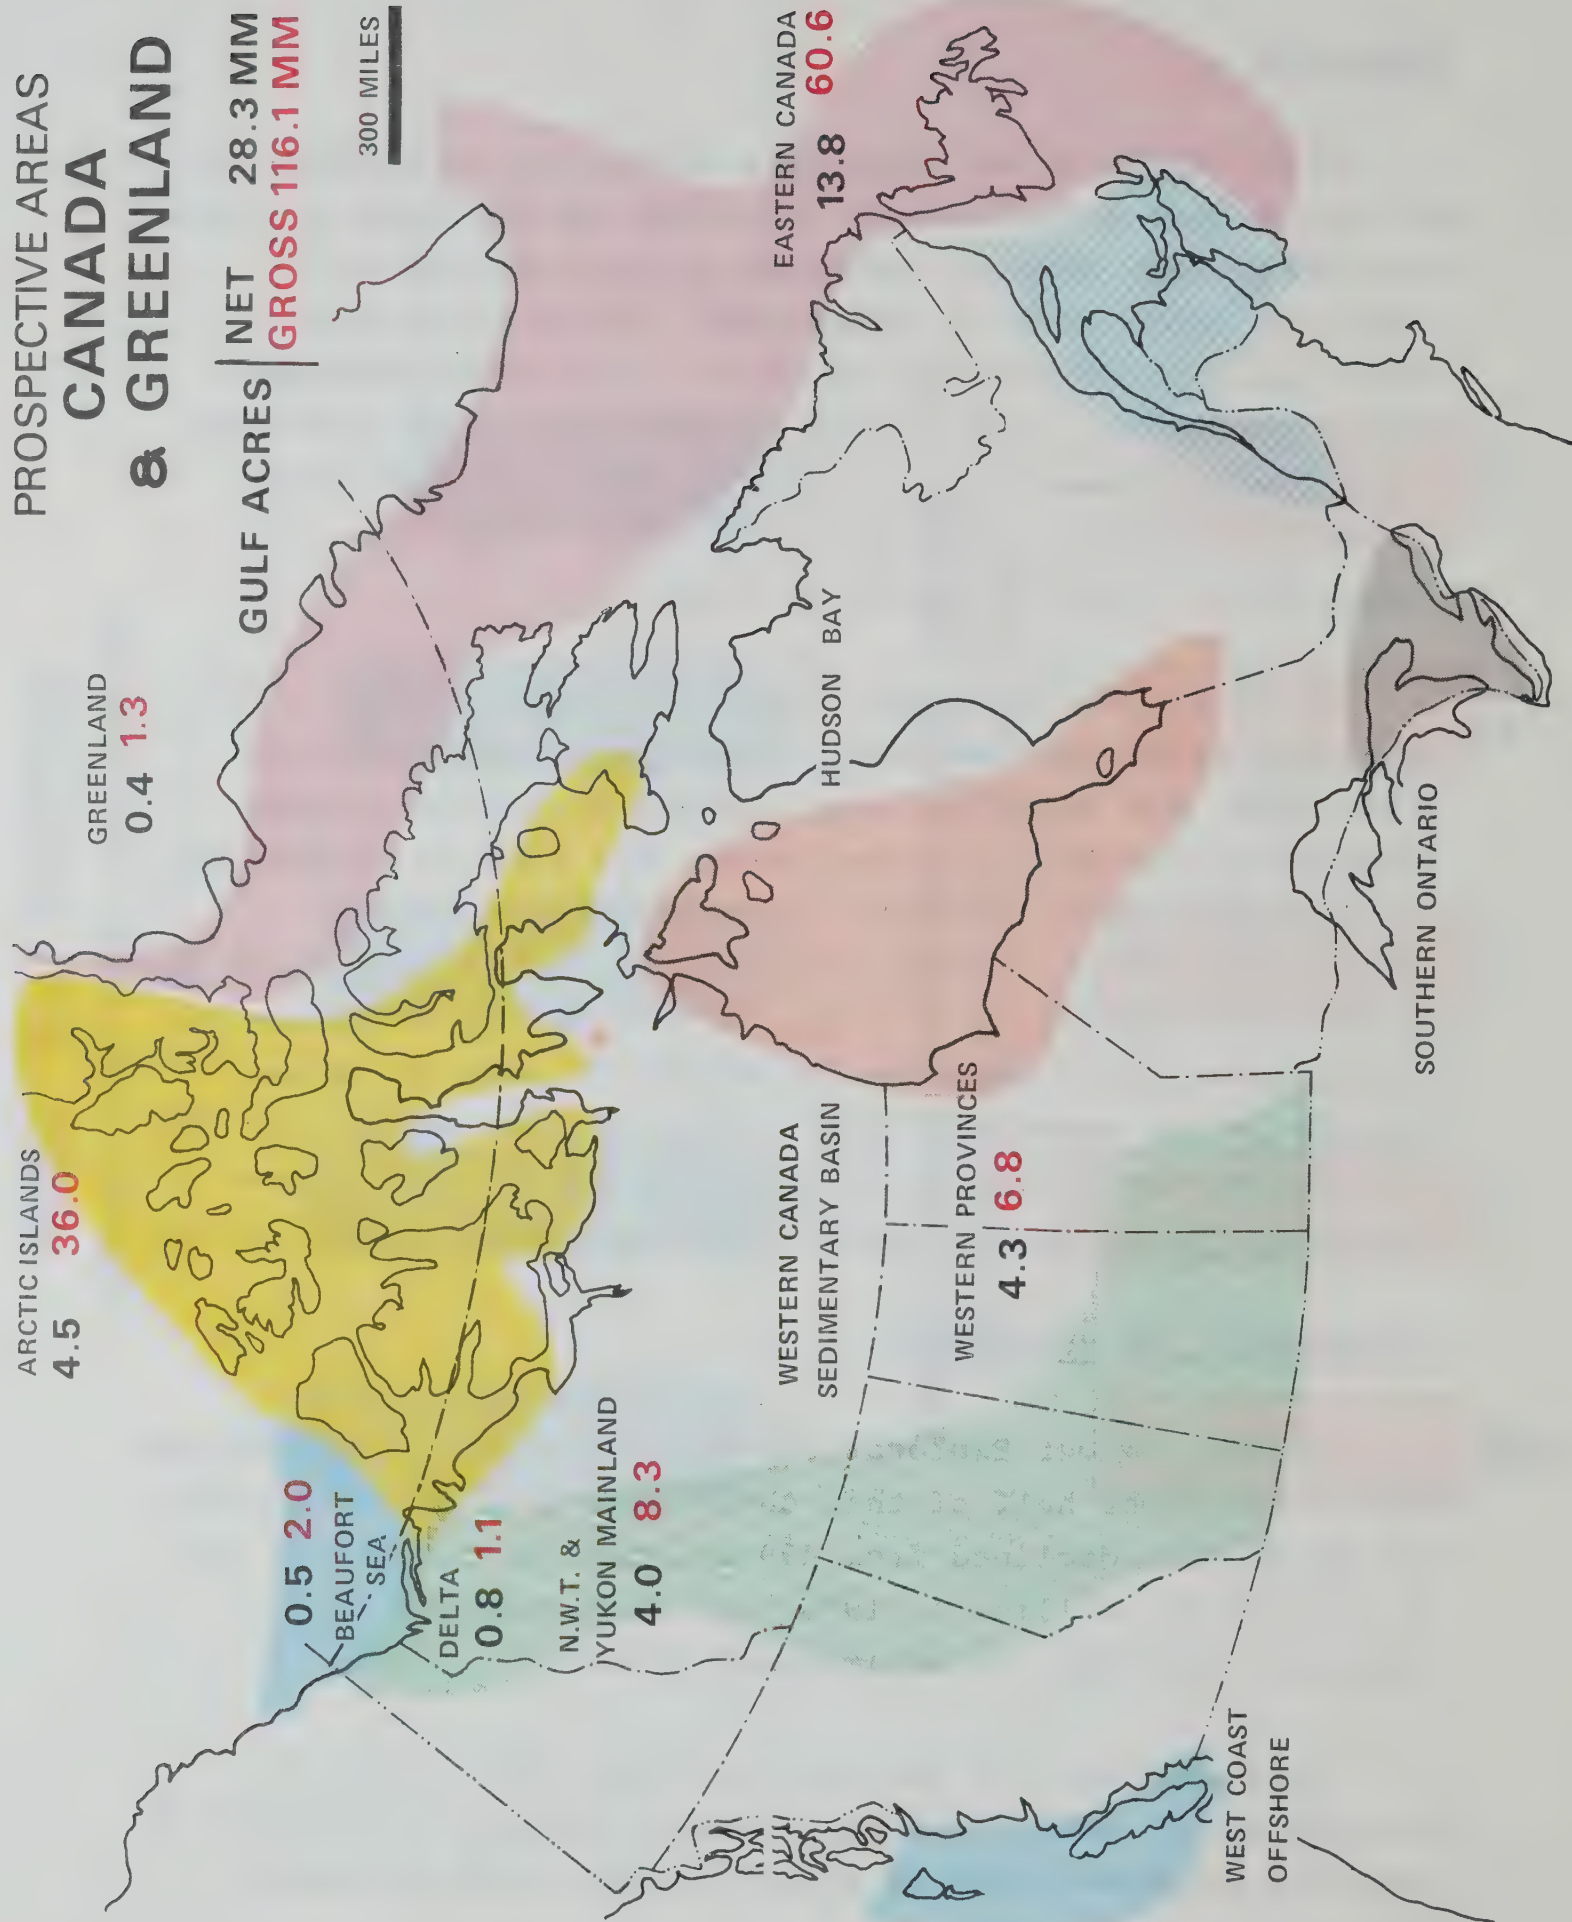 PROSPECTIVE AREAS
CANADA
& GREENLAND
GULF ACRES
NET 28.3 MM
GROSS 116.1 MM
300 MILES
ARCTIC ISLANDS
4.5 36.0
GREENLAND
0.4 1.3
0.5 2.0
BEAUFORT
SEA
DELTA
0.8 1.1
N.W.T. &
YUKON MAINLAND
4.0 8.3
EASTERN CANADA
13.8 60.6
HUDSON BAY
WESTERN CANADA
SEDIMENTARY BASIN
WESTERN PROVINCES
4.3 6.8
WEST COAST
OFFSHORE
SOUTHERN ONTARIO